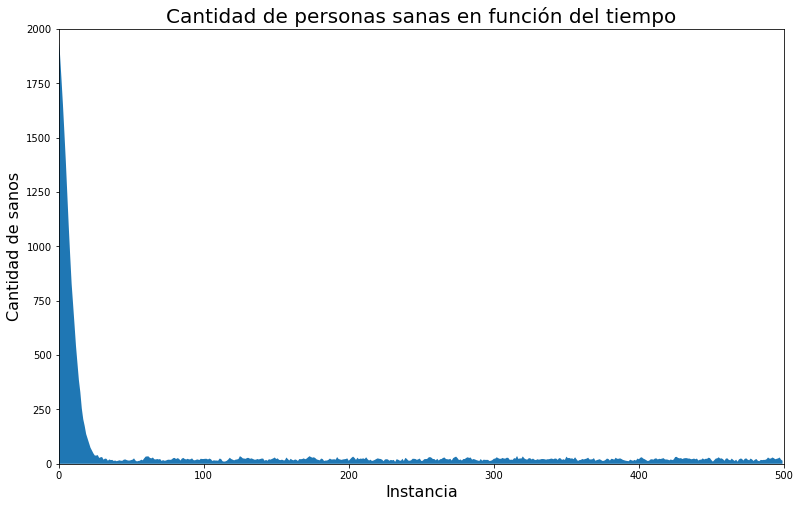 Cantidad de personas sanas en función del tiempo
2000
1750
1500
1250
1000
750
500
250
0
Cantidad de sanos
0 100 200 300 400 500
Instancia